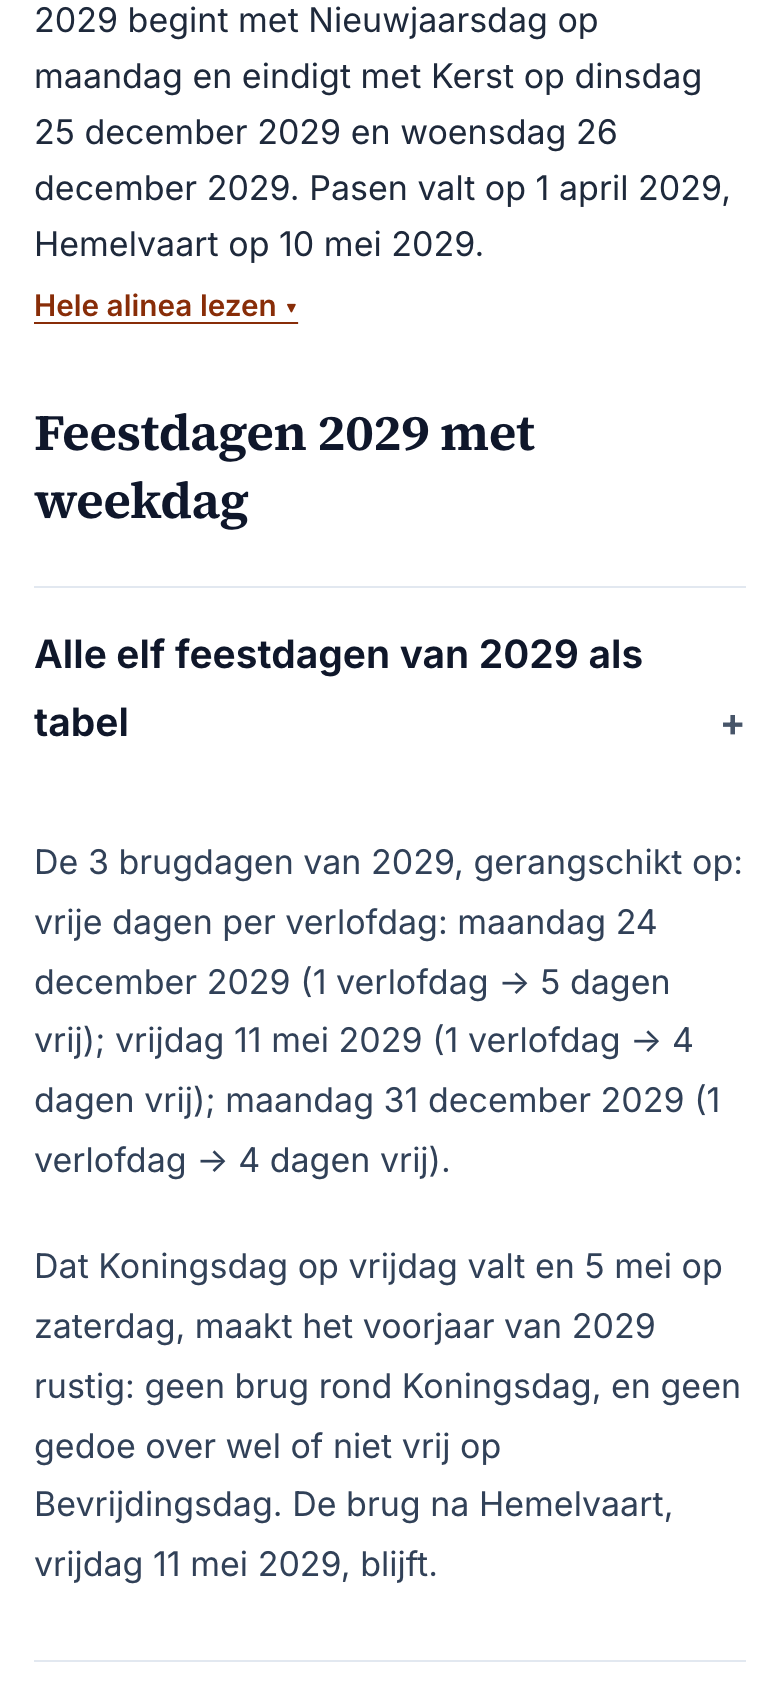 2029 begint met Nieuwjaarsdag op
maandag en eindigt met Kerst op dinsdag
25 december 2029 en woensdag 26
december 2029. Pasen valt op 1 april 2029,
Hemelvaart op 10 mei 2029.
Hele alinea lezen ▾
Feestdagen 2029 met
weekdag
Alle elf feestdagen van 2029 als
tabel +
De 3 brugdagen van 2029, gerangschikt op:
vrije dagen per verlofdag: maandag 24
december 2029 (1 verlofdag → 5 dagen
vrij); vrijdag 11 mei 2029 (1 verlofdag → 4
dagen vrij); maandag 31 december 2029 (1
verlofdag → 4 dagen vrij).
Dat Koningsdag op vrijdag valt en 5 mei op
zaterdag, maakt het voorjaar van 2029
rustig: geen brug rond Koningsdag, en geen
gedoe over wel of niet vrij op
Bevrijdingsdag. De brug na Hemelvaart,
vrijdag 11 mei 2029, blijft.